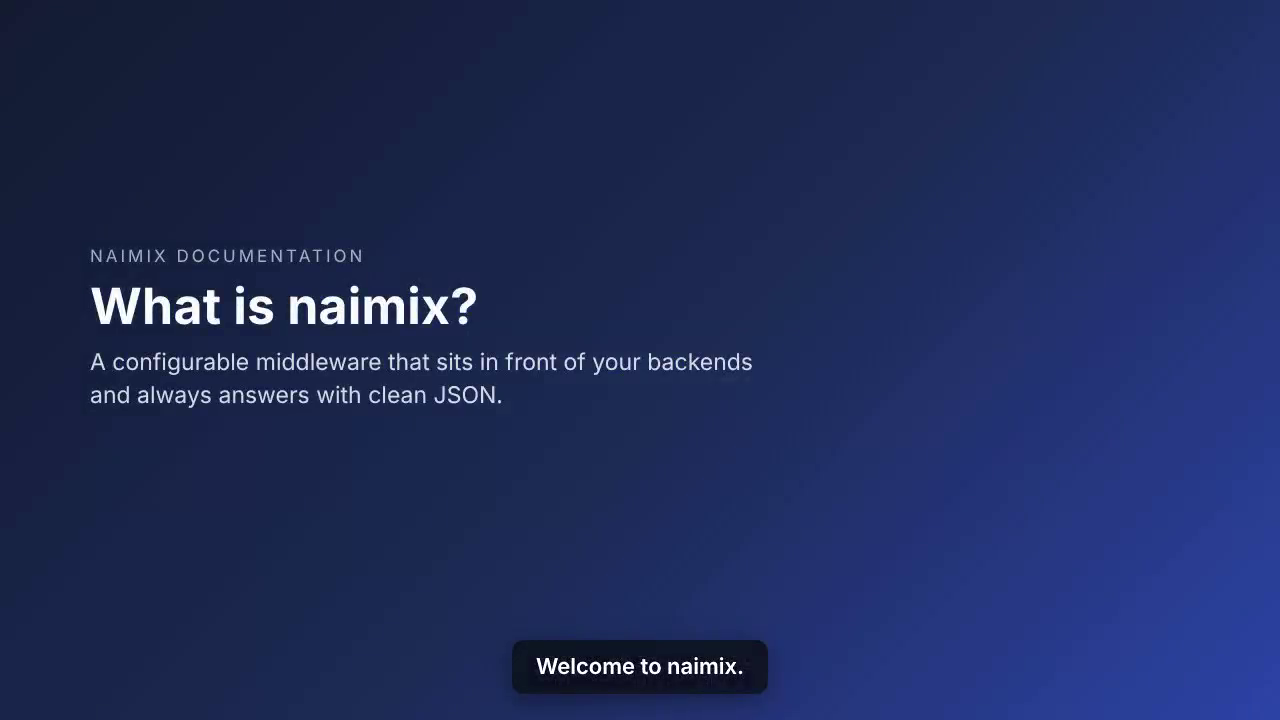 NAIMIX DOCUMENTATION
What is naimix?
A configurable middleware that sits in front of your backends
and always answers with clean JSON.
Welcome to naimix.